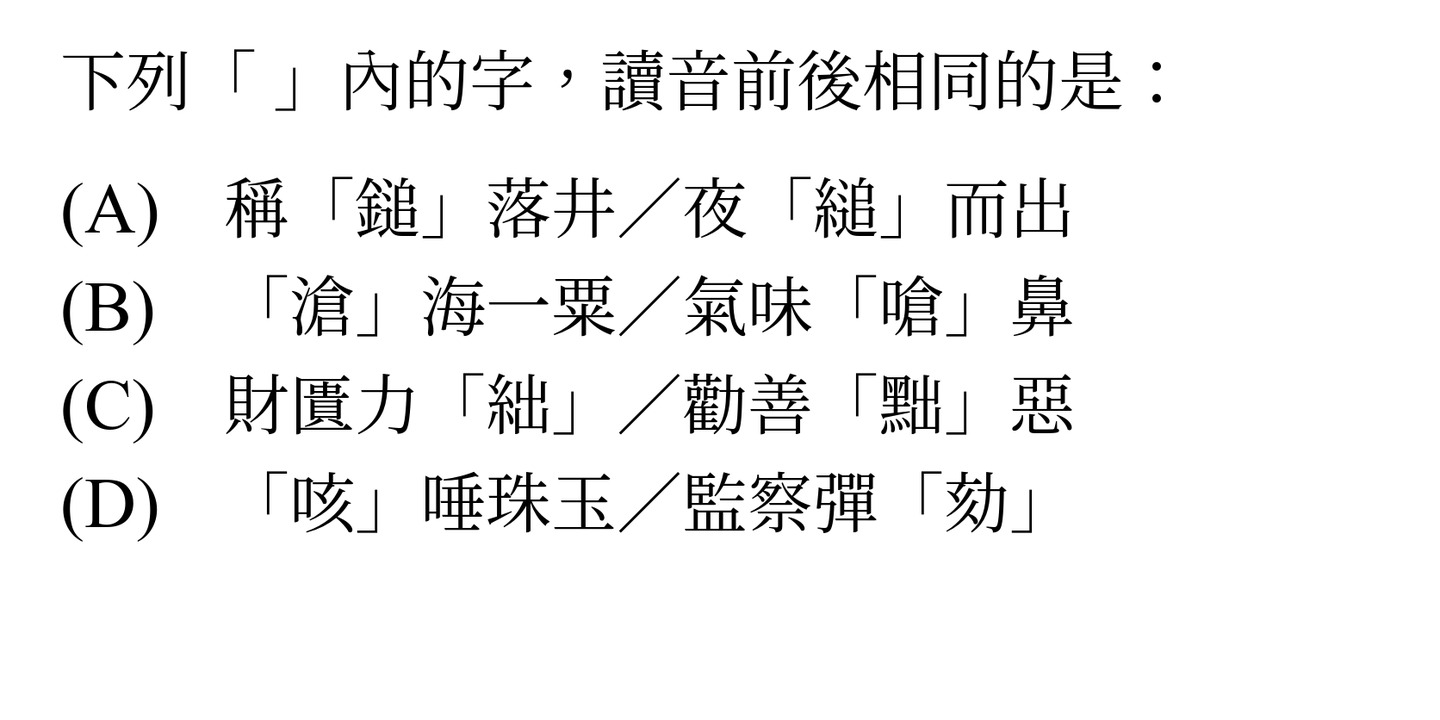 下列「 」內的字，讀音前後相同的是：
(A) 稱「鎚」落井／夜「縋」而出
(B) 「滄」海一粟／氣味「嗆」鼻
(C) 財匱力「絀」／勸善「黜」惡
(D) 「咳」唾珠玉／監察彈「劾」